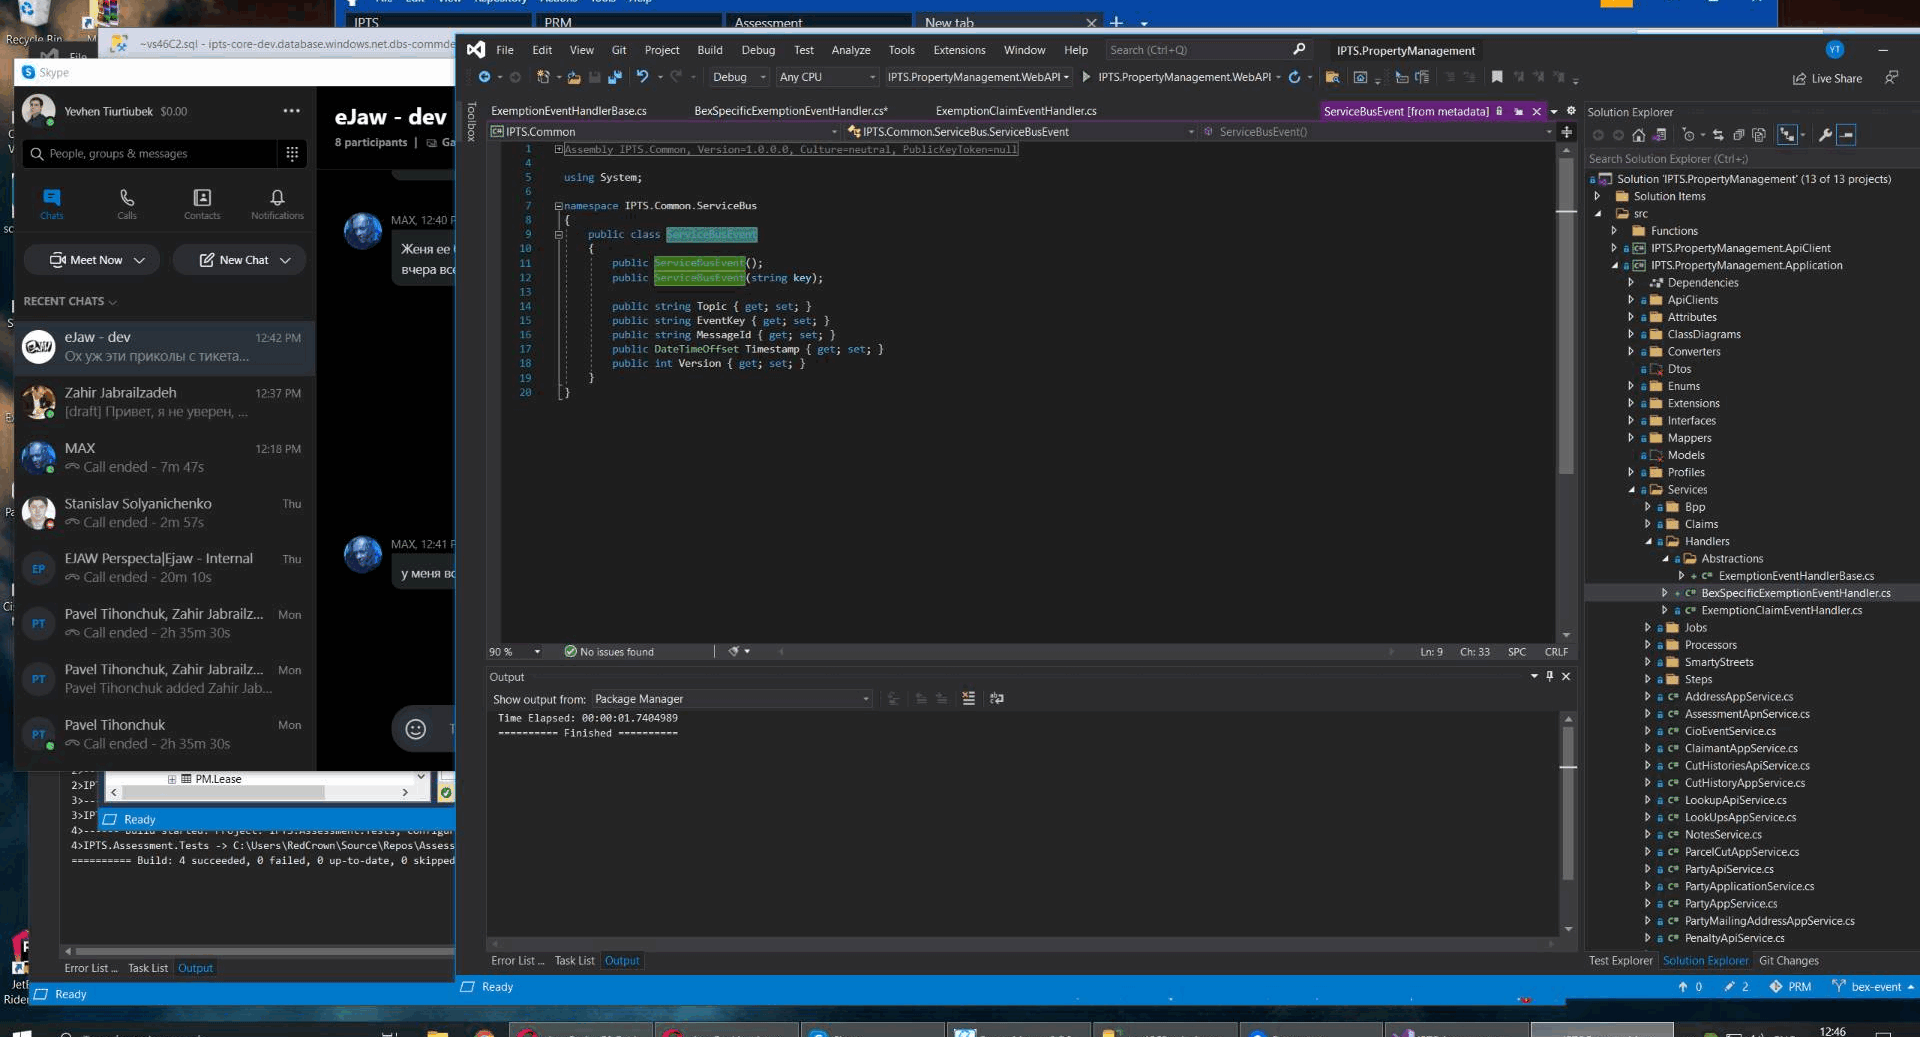 Recycle Bin
IPTS
PRM
Assessment
New tab
~vs46C2.sql - ipts-core-dev.database.windows.net.dbs-commde
File
Skype
Yevhen Tiurtiubek $0.00
People, groups & messages
Chats
Calls
Contacts
Notifications
Meet Now
New Chat
RECENT CHATS
eJaw - dev
12:42 PM
Ох уж эти приколы с тикета...
Zahir Jabrailzadeh
12:37 PM
[draft] Привет, я не уверен, ...
MAX
12:18 PM
Call ended - 7m 47s
Stanislav Solyanichenko
Thu
Call ended - 2m 57s
EP
EJAW Perspecta|Ejaw - Internal
Thu
Call ended - 20m 10s
PT
Pavel Tihonchuk, Zahir Jabrailz...
Mon
Call ended - 2h 35m 30s
PT
Pavel Tihonchuk, Zahir Jabrailz...
Mon
Pavel Tihonchuk added Zahir Jab...
PT
Pavel Tihonchuk
Mon
Call ended - 2h 35m 30s
eJaw - dev
8 participants | Ga
MAX, 12:40 P
Женя ее
вчера все
MAX, 12:41 P
у меня вс
PM.Lease
Ready
4>IPTS.Assessment.Tests -> C:\Users\RedCrown\Source\Repos\Assess
========== Build: 4 succeeded, 0 failed, 0 up-to-date, 0 skipped
Error List ...
Task List
Output
Ready
File
Edit
View
Git
Project
Build
Debug
Test
Analyze
Tools
Extensions
Window
Help
Search (Ctrl+Q)
IPTS.PropertyManagement
YT
Debug
Any CPU
IPTS.PropertyManagement.WebAPI
IPTS.PropertyManagement.WebAPI
Live Share
Toolbox
ExemptionEventHandlerBase.cs
BexSpecificExemptionEventHandler.cs*
ExemptionClaimEventHandler.cs
ServiceBusEvent [from metadata]
IPTS.Common
IPTS.Common.ServiceBus.ServiceBusEvent
ServiceBusEvent()
1 Assembly IPTS.Common, Version=1.0.0.0, Culture=neutral, PublicKeyToken=null
4
5 using System;
6
7 namespace IPTS.Common.ServiceBus
8 {
9 public class ServiceBusEvent
10 {
11 public ServiceBusEvent();
12 public ServiceBusEvent(string key);
13
14 public string Topic { get; set; }
15 public string EventKey { get; set; }
16 public string MessageId { get; set; }
17 public DateTimeOffset Timestamp { get; set; }
18 public int Version { get; set; }
19 }
20 }
90 %
No issues found
Ln: 9
Ch: 33
SPC
CRLF
Output
Show output from: Package Manager
Time Elapsed: 00:00:01.7404989
========== Finished ==========
Error List ...
Task List
Output
Ready
Solution Explorer
Search Solution Explorer (Ctrl+;)
Solution 'IPTS.PropertyManagement' (13 of 13 projects)
Solution Items
src
Functions
IPTS.PropertyManagement.ApiClient
IPTS.PropertyManagement.Application
Dependencies
ApiClients
Attributes
ClassDiagrams
Converters
Dtos
Enums
Extensions
Interfaces
Mappers
Models
Profiles
Services
Bpp
Claims
Handlers
Abstractions
ExemptionEventHandlerBase.cs
BexSpecificExemptionEventHandler.cs
ExemptionClaimEventHandler.cs
Jobs
Processors
SmartyStreets
Steps
AddressAppService.cs
AssessmentApnService.cs
CioEventService.cs
ClaimantAppService.cs
CutHistoriesApiService.cs
CutHistoryAppService.cs
LookupApiService.cs
LookUpsAppService.cs
NotesService.cs
ParcelCutAppService.cs
PartyApiService.cs
PartyApplicationService.cs
PartyAppService.cs
PartyMailingAddressAppService.cs
PenaltyApiService.cs
Test Explorer
Solution Explorer
Git Changes
0
2
PRM
bex-event
12:46